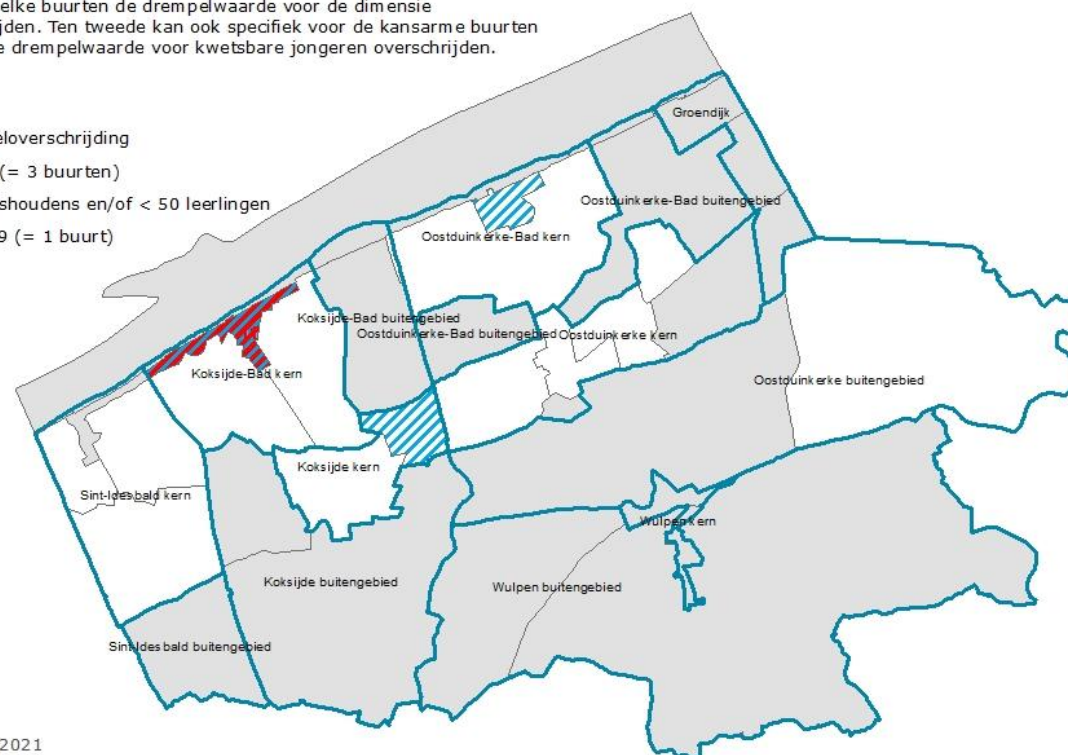 elke buurten de drempelwaarde voor de dimensie
jden. Ten tweede kan ook specifiek voor de kansarme buurten
e drempelwaarde voor kwetsbare jongeren overschrijden.
eloverschrijding
(= 3 buurten)
shoudens en/of < 50 leerlingen
9 (= 1 buurt)
Groendijk
Oostduinkerke-Bad buitengebied
Oostduinkerke-Bad kern
Koksijde-Bad buitengebied
Oostduinkerke-Bad buitengebied
Oostduinkerke kern
Koksijde-Bad kern
Oostduinkerke buitengebied
Koksijde kern
Sint-Idesbald kern
Wulpen kern
Koksijde buitengebied
Wulpen buitengebied
Sint-Idesbald buitengebied
2021